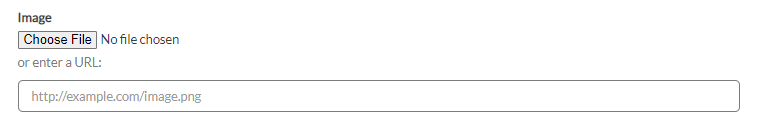 Image
Choose File No file chosen
or enter a URL:
http://example.com/image.png